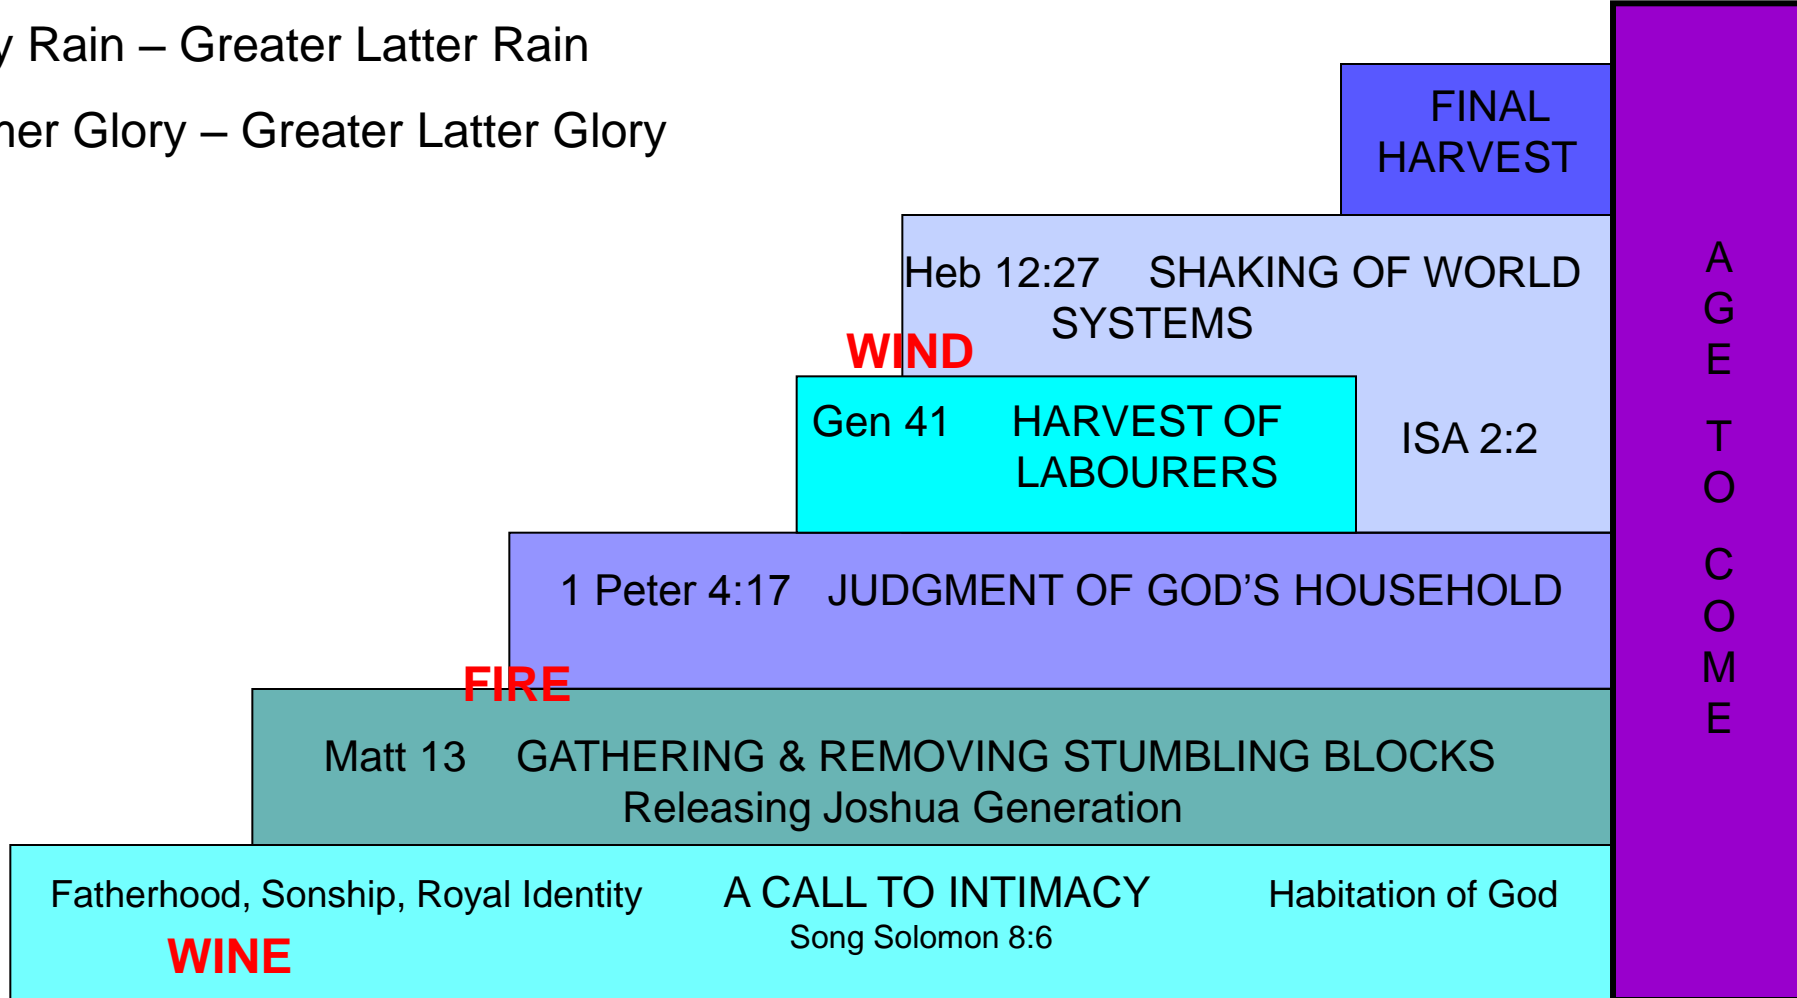 Rain – Greater Latter Rain
Glory – Greater Latter Glory
FINAL
HARVEST
Heb 12:27 SHAKING OF WORLD
SYSTEMS
WIND
Gen 41 HARVEST OF
LABOURERS
ISA 2:2
1 Peter 4:17 JUDGMENT OF GOD’S HOUSEHOLD
FIRE
Matt 13 GATHERING & REMOVING STUMBLING BLOCKS
Releasing Joshua Generation
Fatherhood, Sonship, Royal Identity A CALL TO INTIMACY Habitation of God
Song Solomon 8:6
WINE
A
G
E
T
O
C
O
M
E